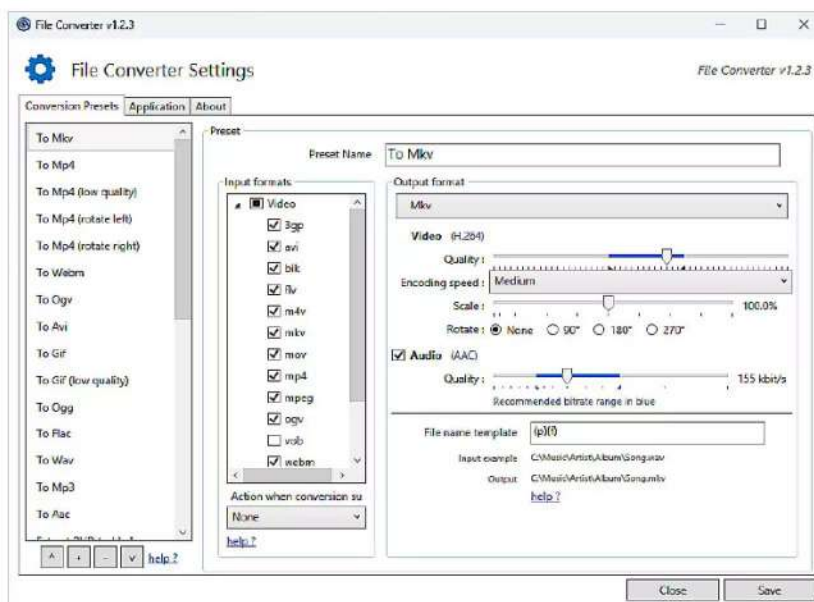 File Converter v1.2.3
File Converter Settings
File Converter v1.2.3
Conversion Presets Application About
To Mkv
To Mp4
To Mp4 (low quality)
To Mp4 (rotate left)
To Mp4 (rotate right)
To Webm
To Ogv
To Avi
To Gif
To Gif (low quality)
To Ogg
To Flac
To Wav
To Mp3
To Aac
help ?
Preset
Preset Name To Mkv
Input formats
Video
3gp
avi
bik
flv
m4v
mkv
mov
mp4
mpeg
ogv
vob
webm
Action when conversion su
None
help ?
Output format
Mkv
Video (H.264)
Quality :
Encoding speed : Medium
Scale : 100.0%
Rotate : None 90° 180° 270°
Audio (AAC)
Quality : 155 kbit/s
Recommended bitrate range in blue
File name template (p)(f)
Input example C:\Music\Artist\Album\Song.wav
Output C:\Music\Artist\Album\Song.mkv
help ?
Close Save